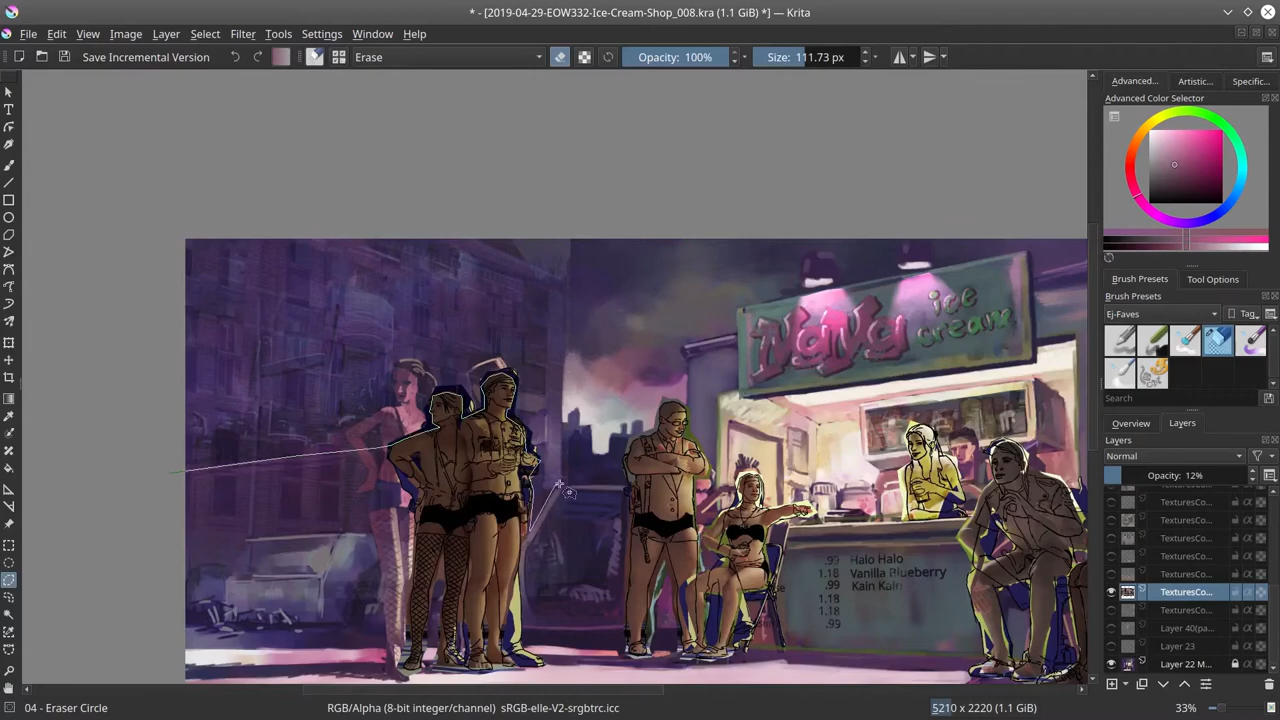 * - [2019-04-29-EOW332-Ice-Cream-Shop_008.kra (1.1 GiB) *] — Krita
File Edit View Image Layer Select Filter Tools Settings Window Help
Save Incremental Version Erase Opacity: 100% Size: 111.73 px
Advanced... Artistic... Specific...
Advanced Color Selector
NaNa ice cream
.99 Halo Halo
1.18 Vanilla Blueberry
.99 Kain Kain
1.18
1.18
.99
Brush Presets Tool Options
Brush Presets
Ej-Faves Tag...
Search
Overview Layers
Layers
Normal
Opacity: 12%
TexturesCo...
TexturesCo...
TexturesCo...
TexturesCo...
TexturesCo...
TexturesCo...
TexturesCo...
Layer 40(pa...
Layer 23
Layer 22 M...
04 - Eraser Circle RGB/Alpha (8-bit integer/channel) sRGB-elle-V2-srgbtrc.icc 5210 x 2220 (1.1 GiB) 33%